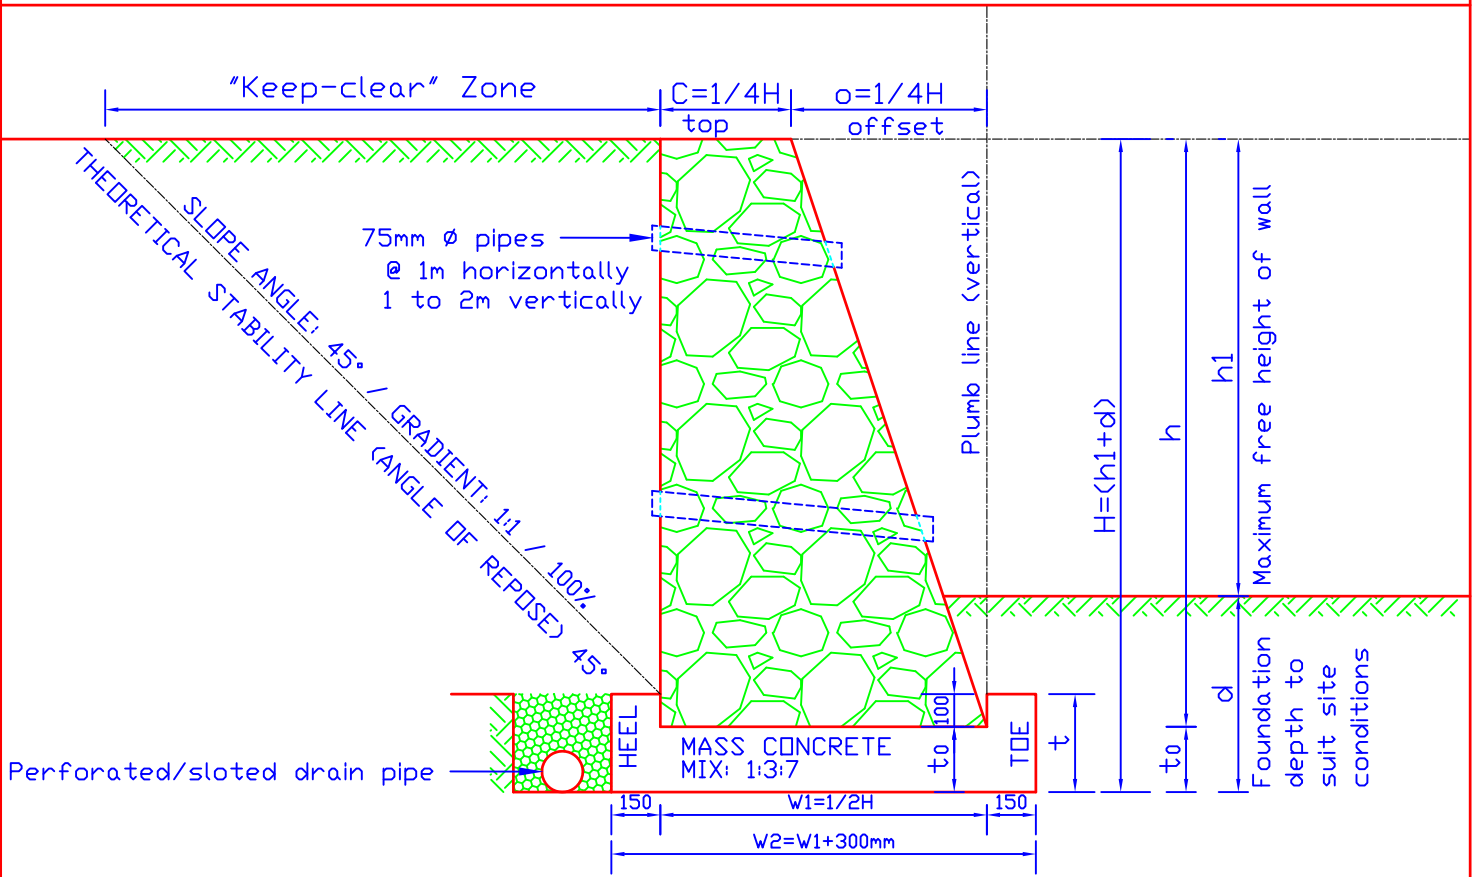 "Keep-clear" Zone
C=1/4H
top
o=1/4H
offset
THEORETICAL STABILITY LINE (ANGLE OF REPOSE) 45°
SLOPE ANGLE: 45° / GRADIENT: 1:1 / 100%
75mm Ø pipes
@ 1m horizontally
1 to 2m vertically
Plumb line (vertical)
H=(h1+d)
h
h1
Maximum free height of wall
d
Foundation
depth to
suit site
conditions
HEEL
MASS CONCRETE
MIX: 1:3:7
100
to
TOE
t
to
Perforated/sloted drain pipe
150
W1=1/2H
150
W2=W1+300mm